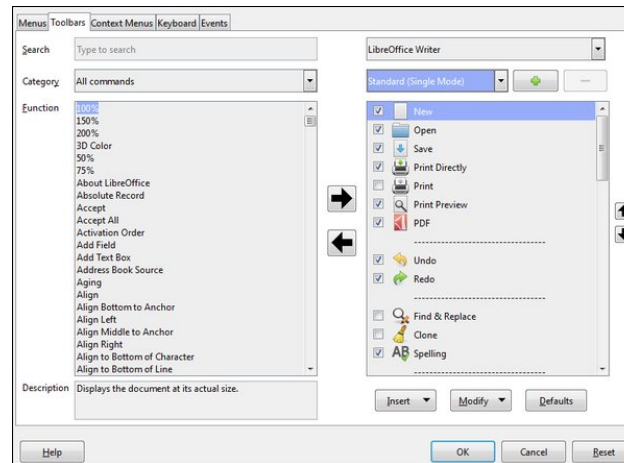 Menus Toolbars Context Menus Keyboard Events
Search Type to search LibreOffice Writer
Category All commands Standard (Single Mode)
Function
100%
150%
200%
3D Color
50%
75%
About LibreOffice
Absolute Record
Accept
Accept All
Activation Order
Add Field
Add Text Box
Address Book Source
Aging
Align
Align Bottom to Anchor
Align Left
Align Middle to Anchor
Align Right
Align to Bottom of Character
Align to Bottom of Line
New
Open
Save
Print Directly
Print
Print Preview
PDF
--------------------------------
Undo
Redo
--------------------------------
Find & Replace
Clone
Spelling
--------------------------------
Description Displays the document at its actual size.
Insert Modify Defaults
Help OK Cancel Reset